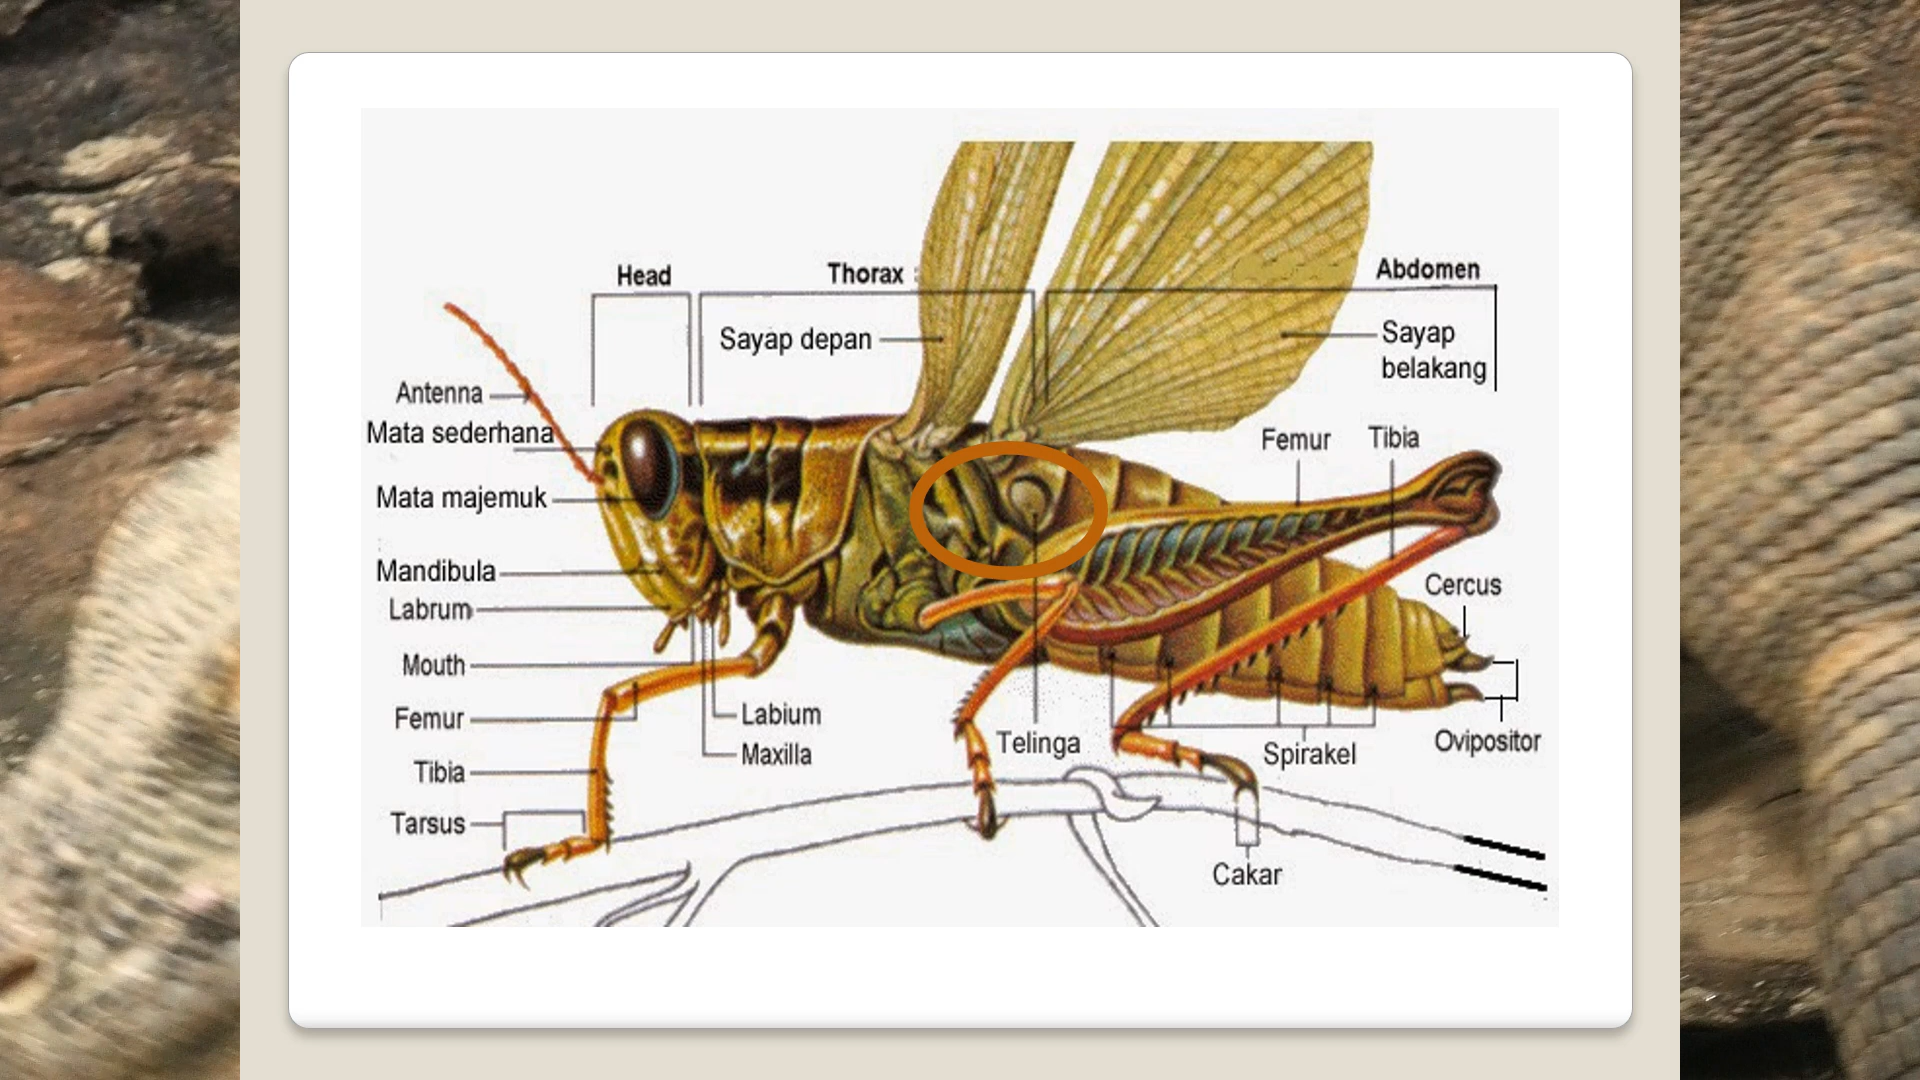 Head
Thorax :
Abdomen
Sayap depan
Sayap
belakang
Antenna
Mata sederhana
Femur
Tibia
Mata majemuk
Mandibula
Labrum
Cercus
Mouth
Femur
Labium
Maxilla
Telinga
Spirakel
Ovipositor
Tibia
Tarsus
Cakar